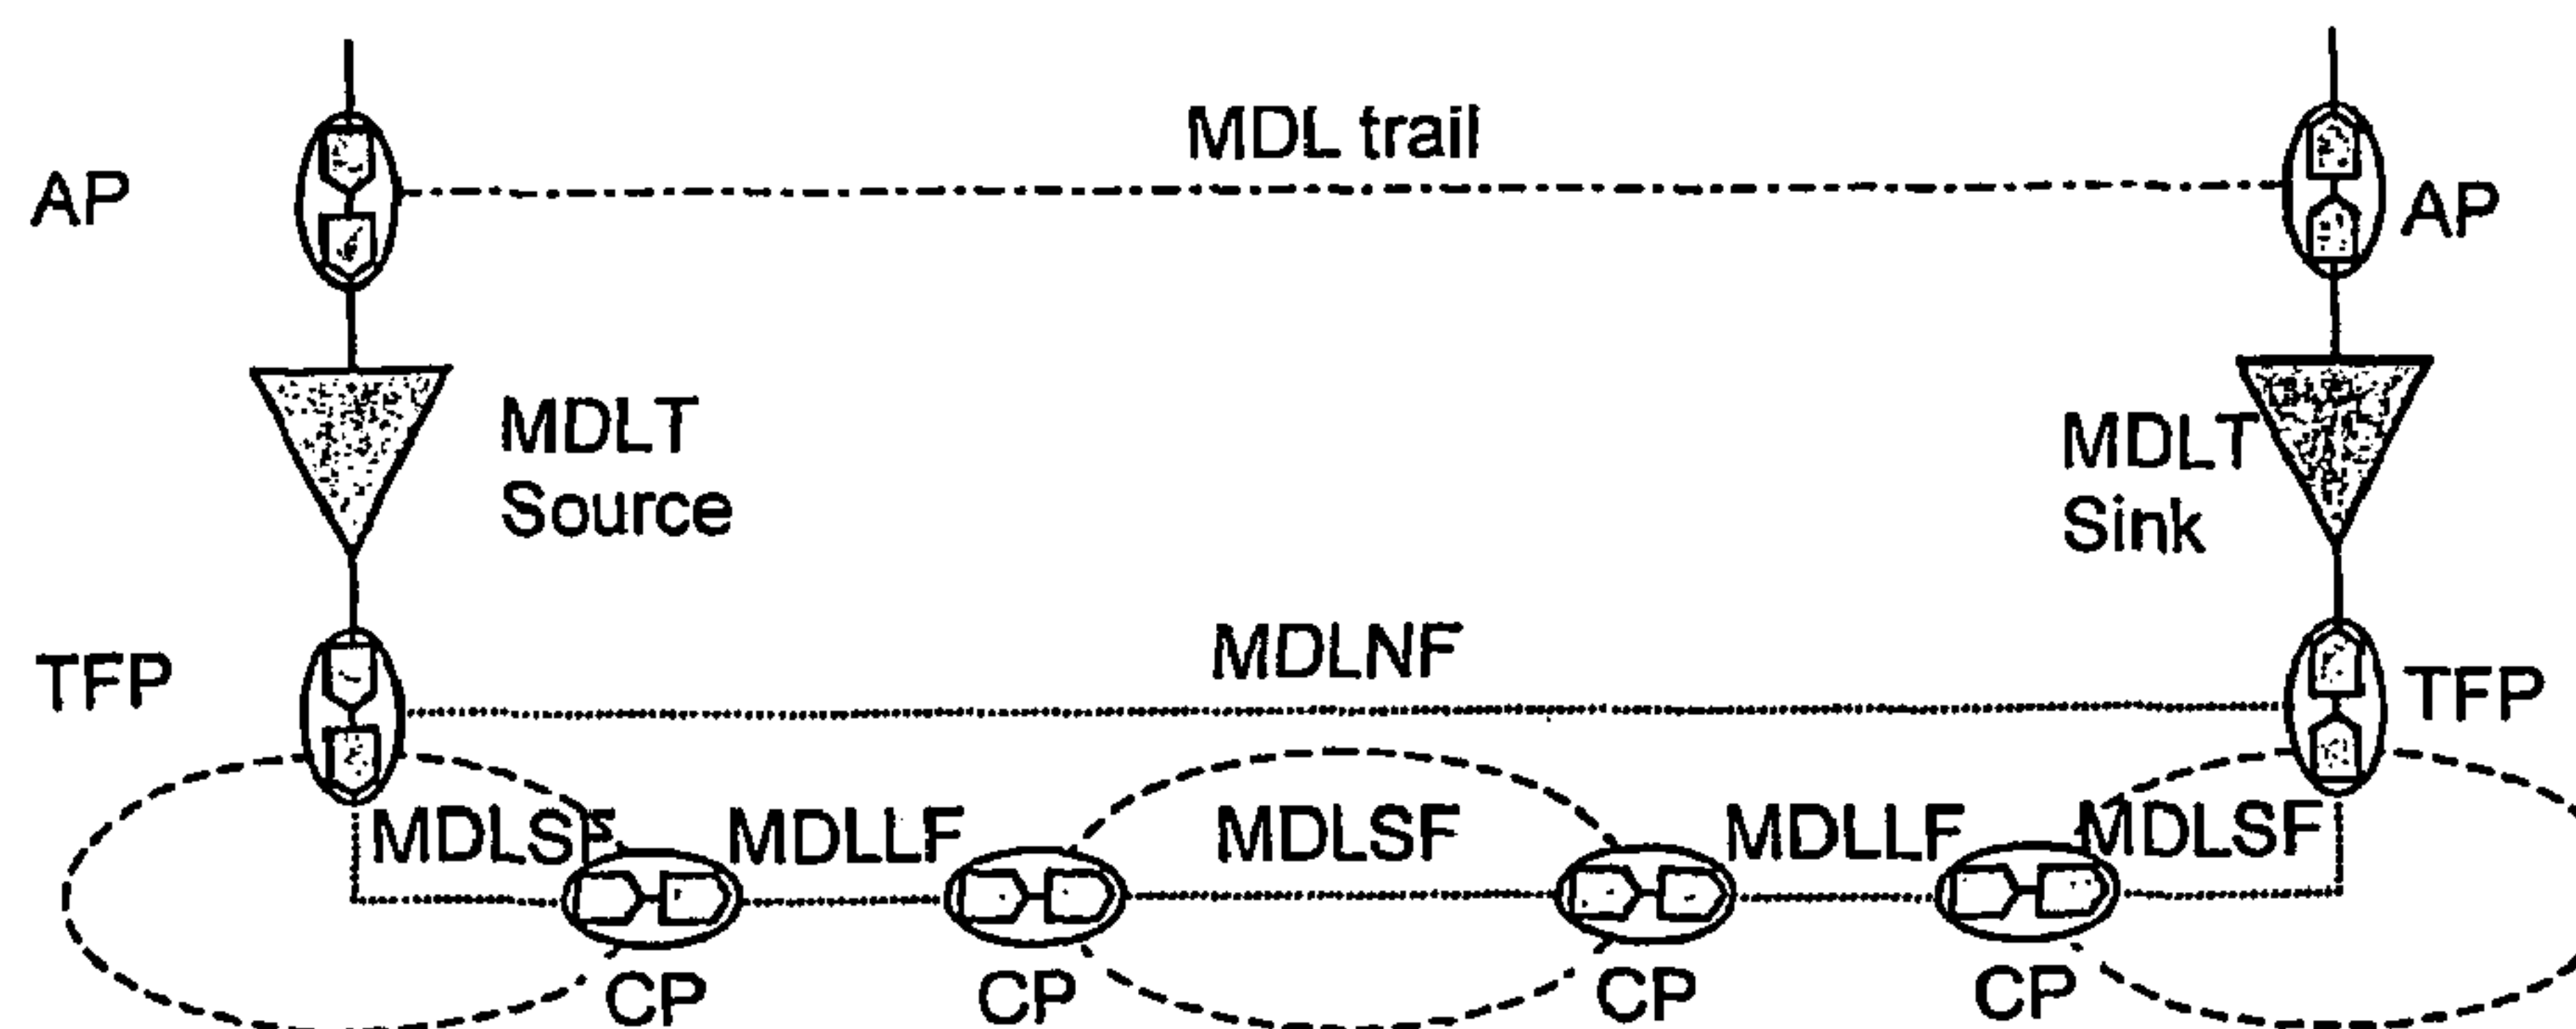 MDL trail
AP
AP
MDLT
Source
MDLT
Sink
MDLNF
TFP
TFP
MDLSF
MDLLF
MDLSF
MDLLF
MDLSF
CP
CP
CP
CP